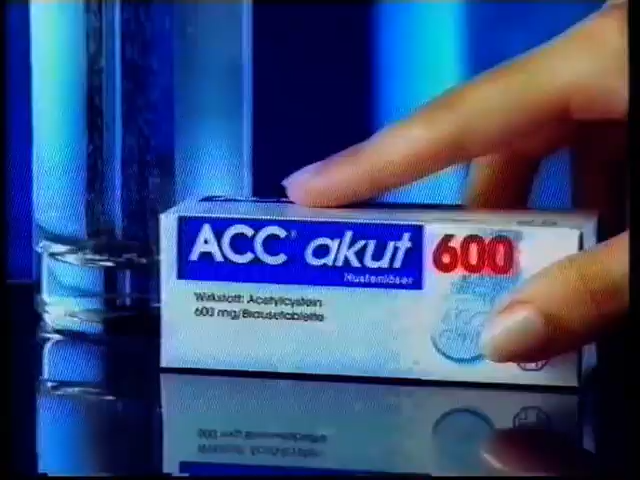 ACC® akut 600
Hustenlöser
Wirkstoff: Acetylcystein
600 mg/Brausetablette